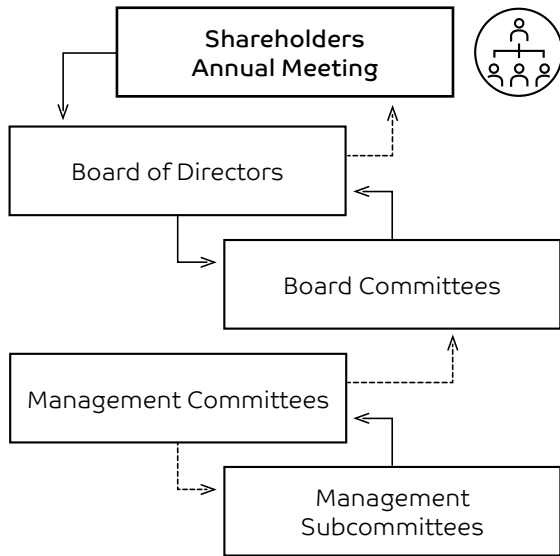 Shareholders
Annual Meeting
Board of Directors
Board Committees
Management Committees
Management
Subcommittees